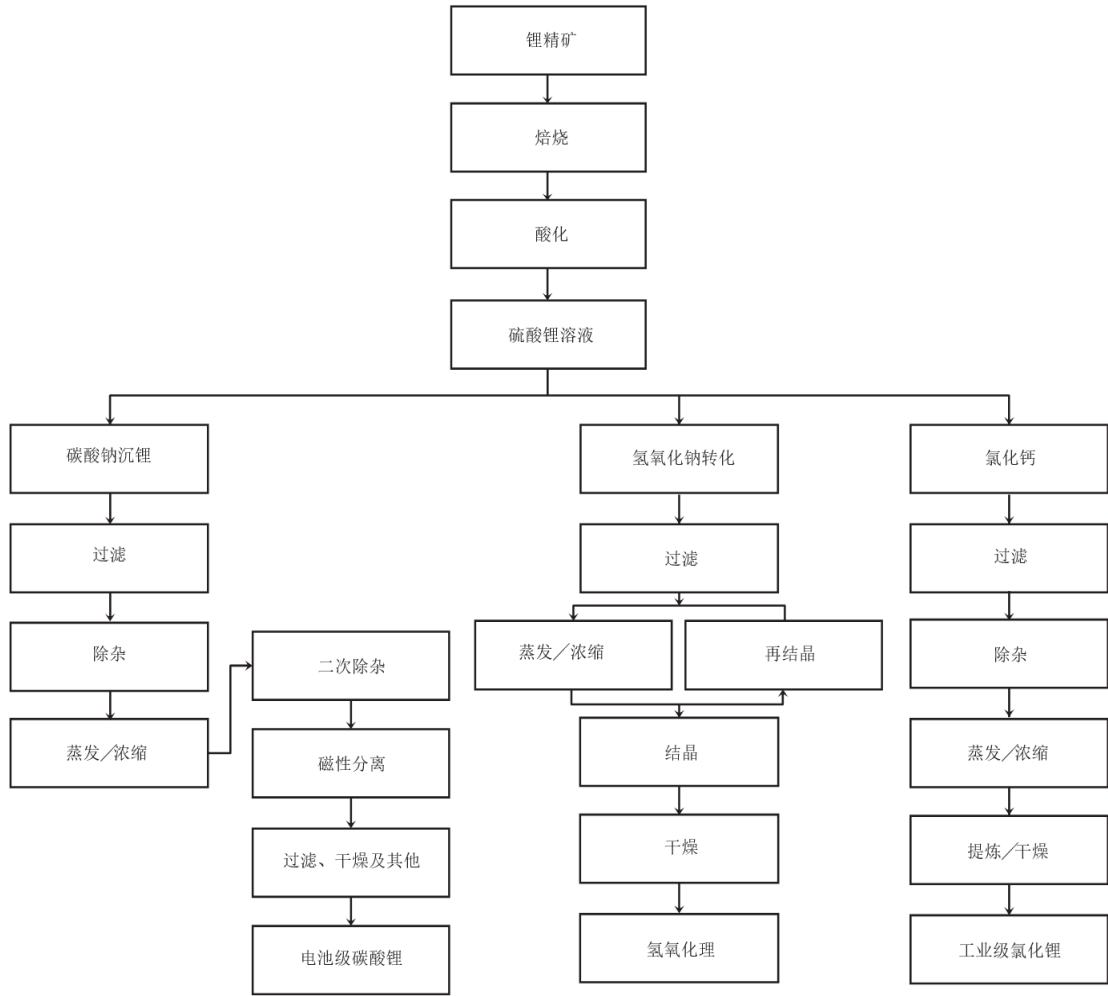 锂精矿
焙烧
酸化
硫酸锂溶液
碳酸钠沉锂
过滤
除杂
蒸发／浓缩
二次除杂
磁性分离
过滤、干燥及其他
电池级碳酸锂
氢氧化钠转化
过滤
蒸发／浓缩
再结晶
结晶
干燥
氢氧化理
氯化钙
过滤
除杂
蒸发／浓缩
提炼／干燥
工业级氯化锂